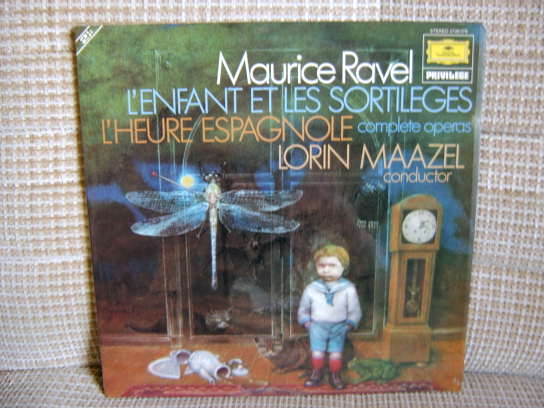 Maurice Ravel
L'ENFANT ET LES SORTILEGES
L'HEURE ESPAGNOLE complete operas
LORIN MAAZEL
conductor
PRIVILEGE